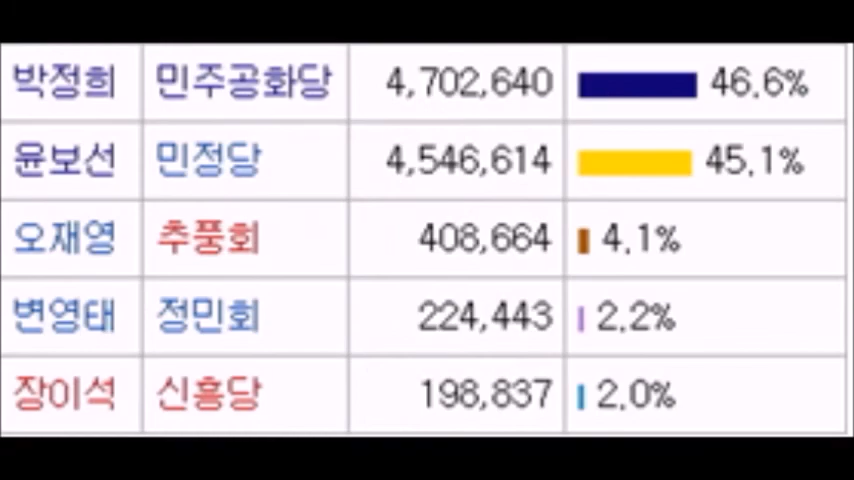 박정희 민주공화당 4,702,640 46.6%
윤보선 민정당 4,546,614 45.1%
오재영 추풍회 408,664 4.1%
변영태 정민회 224,443 2.2%
장이석 신흥당 198,837 2.0%